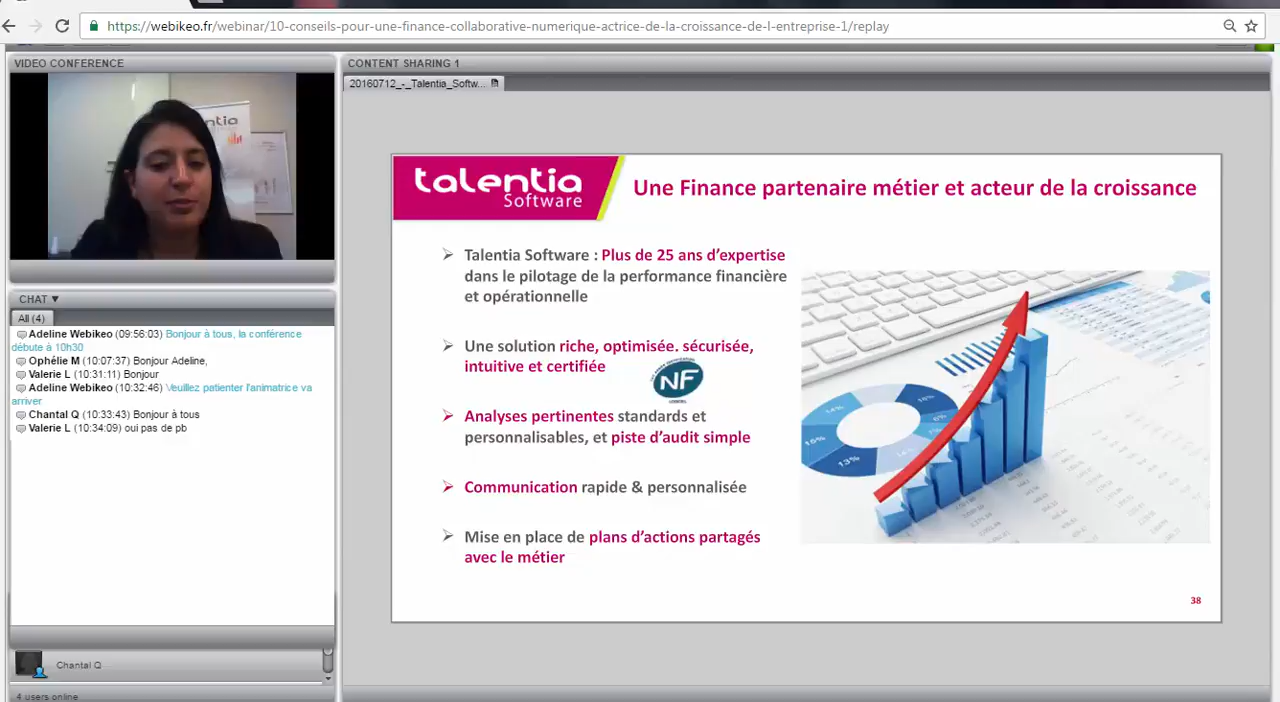 https://webikeo.fr/webinar/10-conseils-pour-une-finance-collaborative-numerique-actrice-de-la-croissance-de-l-entreprise-1/replay
VIDEO CONFERENCE
CHAT ▼
All (4)
Adeline Webikeo (09:56:03) Bonjour à tous, la conférence
débute à 10h30
Ophélie M (10:07:37) Bonjour Adeline,
Valerie L (10:31:11) Bonjour
Adeline Webikeo (10:32:46) Veuillez patienter l'animatrice va
arriver
Chantal Q (10:33:43) Bonjour à tous
Valerie L (10:34:09) oui pas de pb
Chantal Q
4 users online
CONTENT SHARING 1
20160712_-_Talentia_Softw...
talentia
Software
Une Finance partenaire métier et acteur de la croissance
Talentia Software : Plus de 25 ans d'expertise
dans le pilotage de la performance financière
et opérationnelle
Une solution riche, optimisée. sécurisée,
intuitive et certifiée
NF
Analyses pertinentes standards et
personnalisables, et piste d'audit simple
Communication rapide & personnalisée
Mise en place de plans d'actions partagés
avec le métier
14%
13%
38